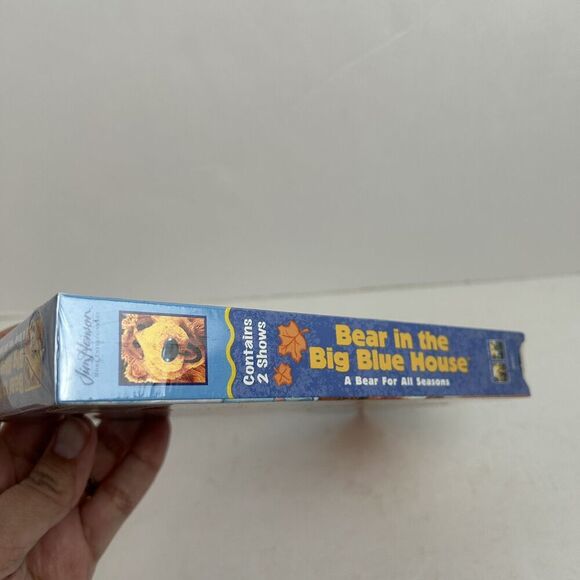 Jim Henson
Contains
2 Shows
Bear in the
Big Blue House
A Bear For All Seasons